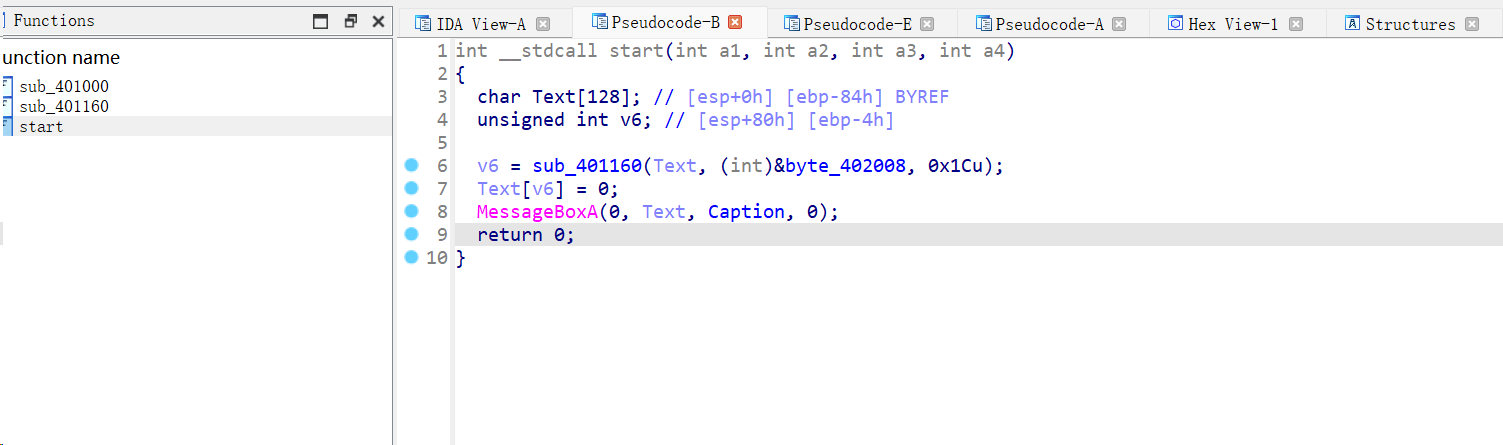 Functions
IDA View-A
Pseudocode-B
Pseudocode-E
Pseudocode-A
Hex View-1
Structures
unction name
sub_401000
sub_401160
start
1 int __stdcall start(int a1, int a2, int a3, int a4)
2 {
3 char Text[128]; // [esp+0h] [ebp-84h] BYREF
4 unsigned int v6; // [esp+80h] [ebp-4h]
5
6 v6 = sub_401160(Text, (int)&byte_402008, 0x1Cu);
7 Text[v6] = 0;
8 MessageBoxA(0, Text, Caption, 0);
9 return 0;
10 }